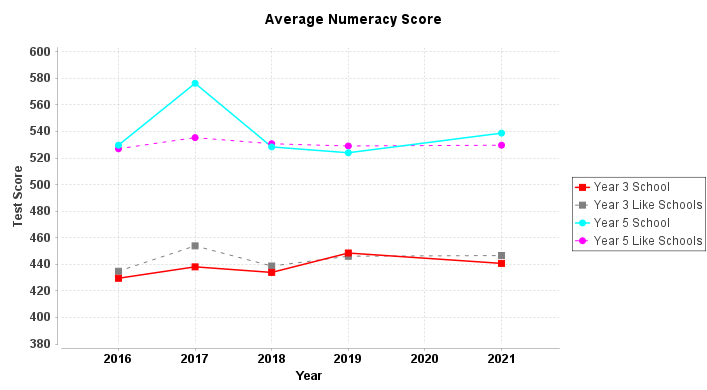 Average Numeracy Score
600
580
560
540
520
500
480
460
440
420
400
380
Test Score
2016 2017 2018 2019 2020 2021
Year
Year 3 School
Year 3 Like Schools
Year 5 School
Year 5 Like Schools